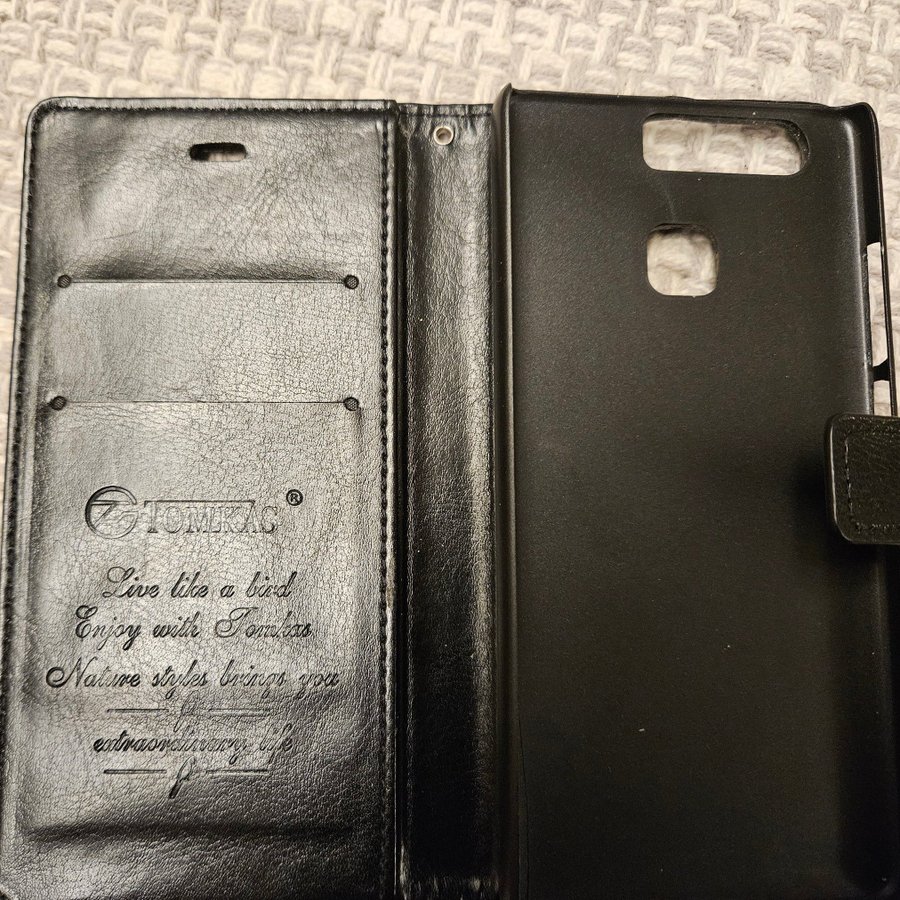 TOMKAS ®
Live like a bird
Enjoy with Tomkas
Nature styles brings you
extraordinary life